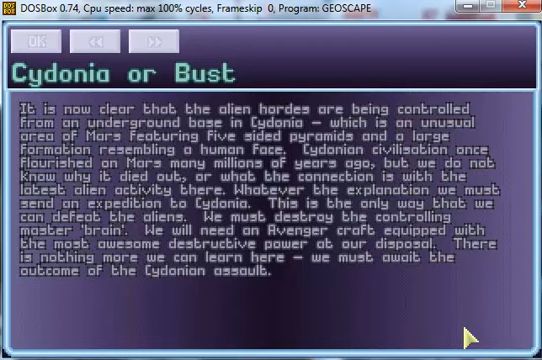 DOSBox 0.74, Cpu speed: max 100% cycles, Frameskip 0, Program: GEOSCAPE
OK << >>
Cydonia or Bust
It is now clear that the alien hordes are being controlled
from an underground base in Cydonia - which is an unusual
area of Mars featuring five sided pyramids and a large
formation resembling a human face. Cydonian civilisation once
flourished on Mars many millions of years ago, but we do not
know why it died out, or what the connection is with the
latest alien activity there. Whatever the explanation we must
send an expedition to Cydonia. This is the only way that we
can defeat the aliens. We must destroy the controlling
master 'brain'. We will need an Avenger craft equipped with
the most awesome destructive power at our disposal. There
is nothing more we can learn here - we must await the
outcome of the Cydonian assault.